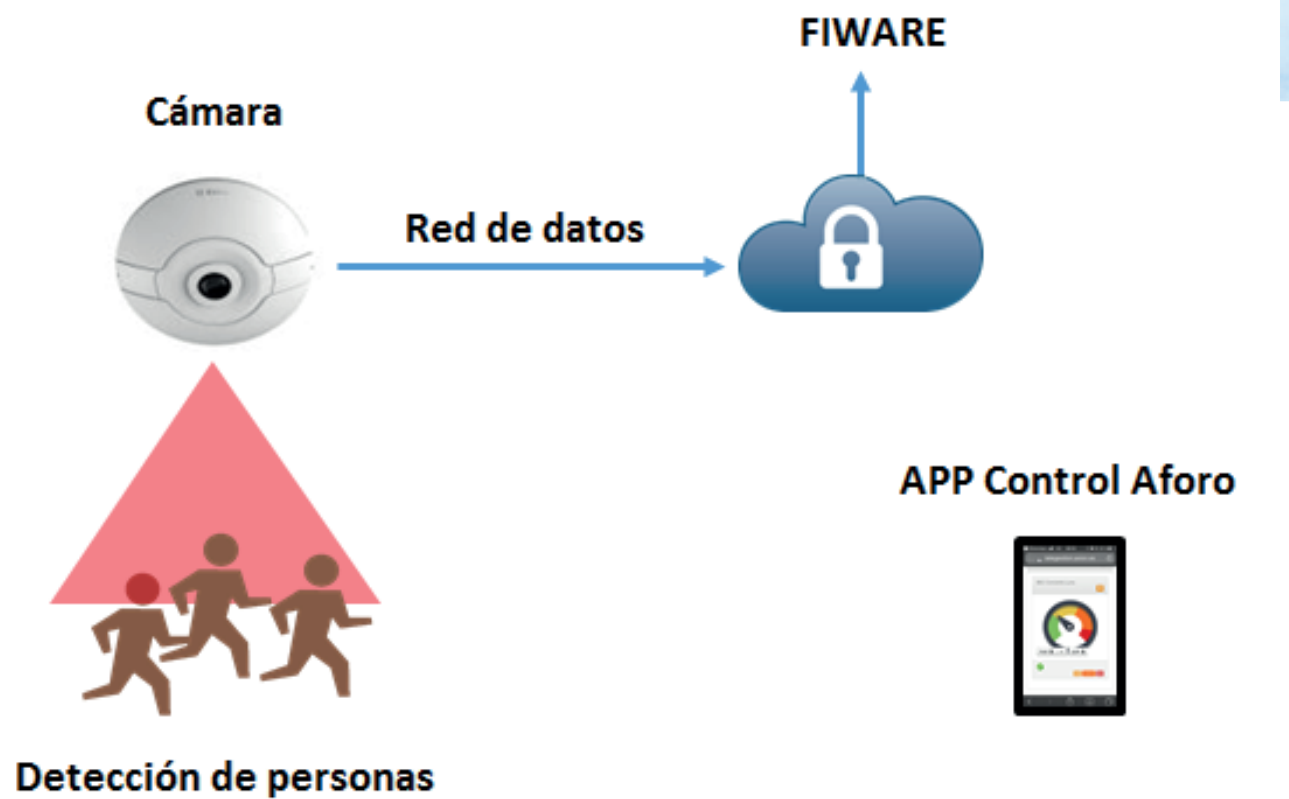 FIWARE
Cámara
Red de datos
APP Control Aforo
Detección de personas